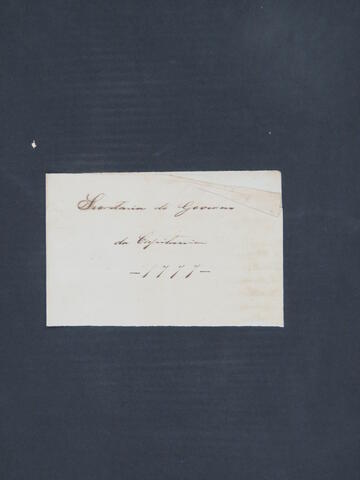 Secretaria do Governo
da Capitania
-1777-